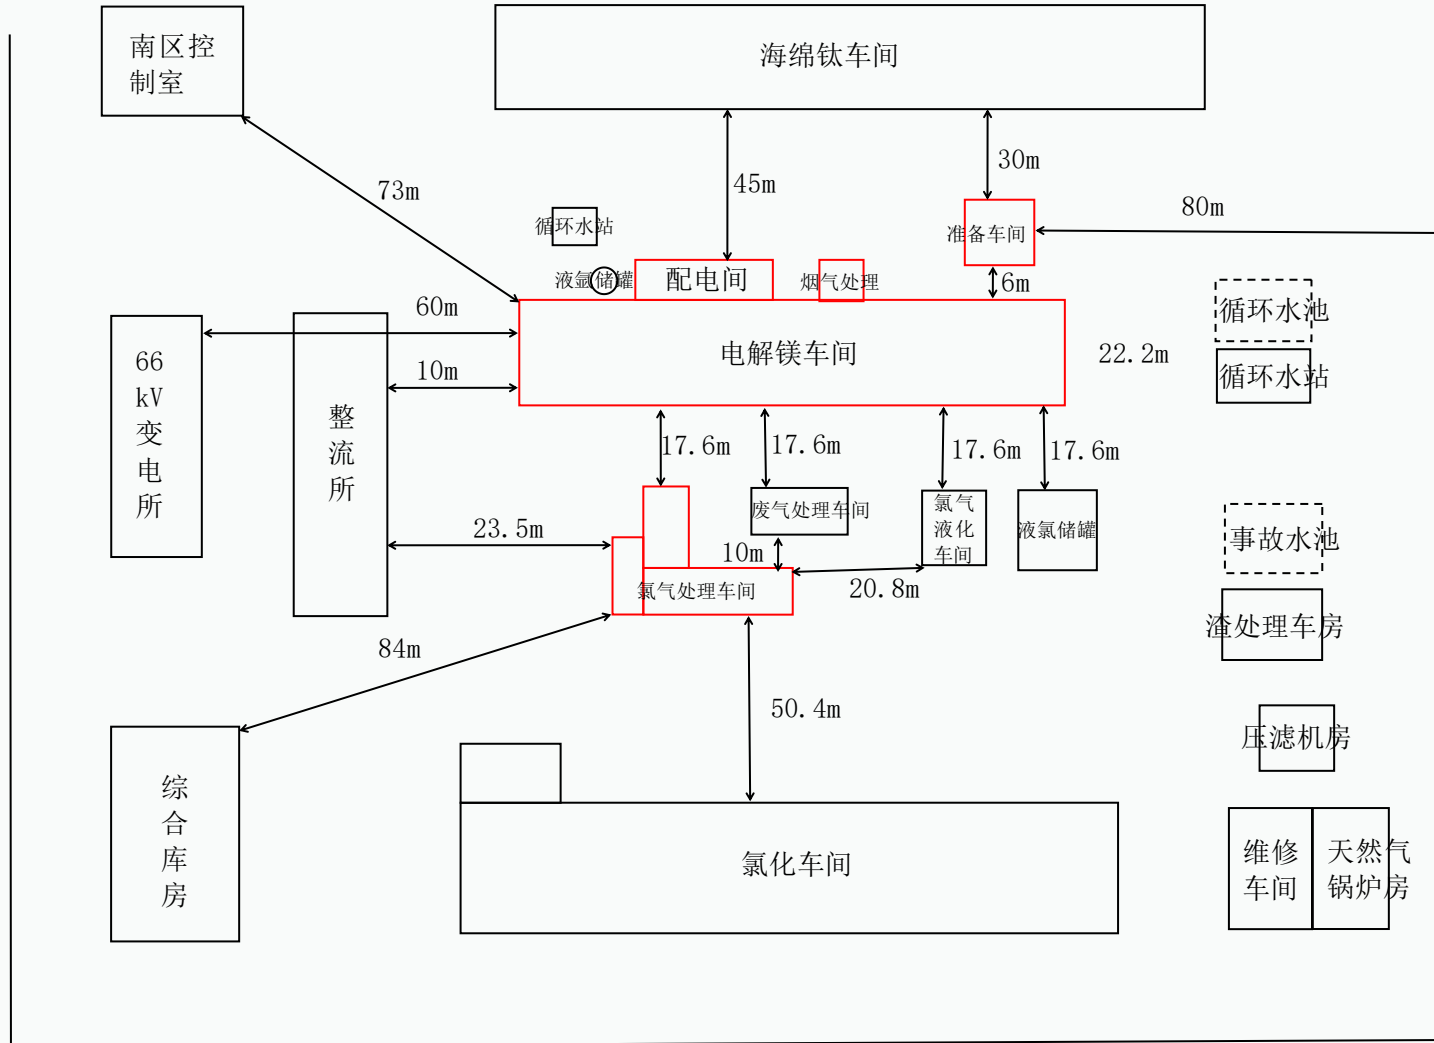 南区控
制室
海绵钛车间
73m
45m
30m
80m
循环水站
准备车间
液氩储罐
配电间
烟气处理
6m
60m
循环水池
66
kV
变
电
所
10m
电解镁车间
22.2m
循环水站
整
流
所
17.6m
17.6m
17.6m
17.6m
废气处理车间
氯气
液化
车间
液氯储罐
事故水池
23.5m
10m
氯气处理车间
20.8m
渣处理车房
84m
50.4m
压滤机房
综
合
库
房
氯化车间
维修
车间
天然气
锅炉房